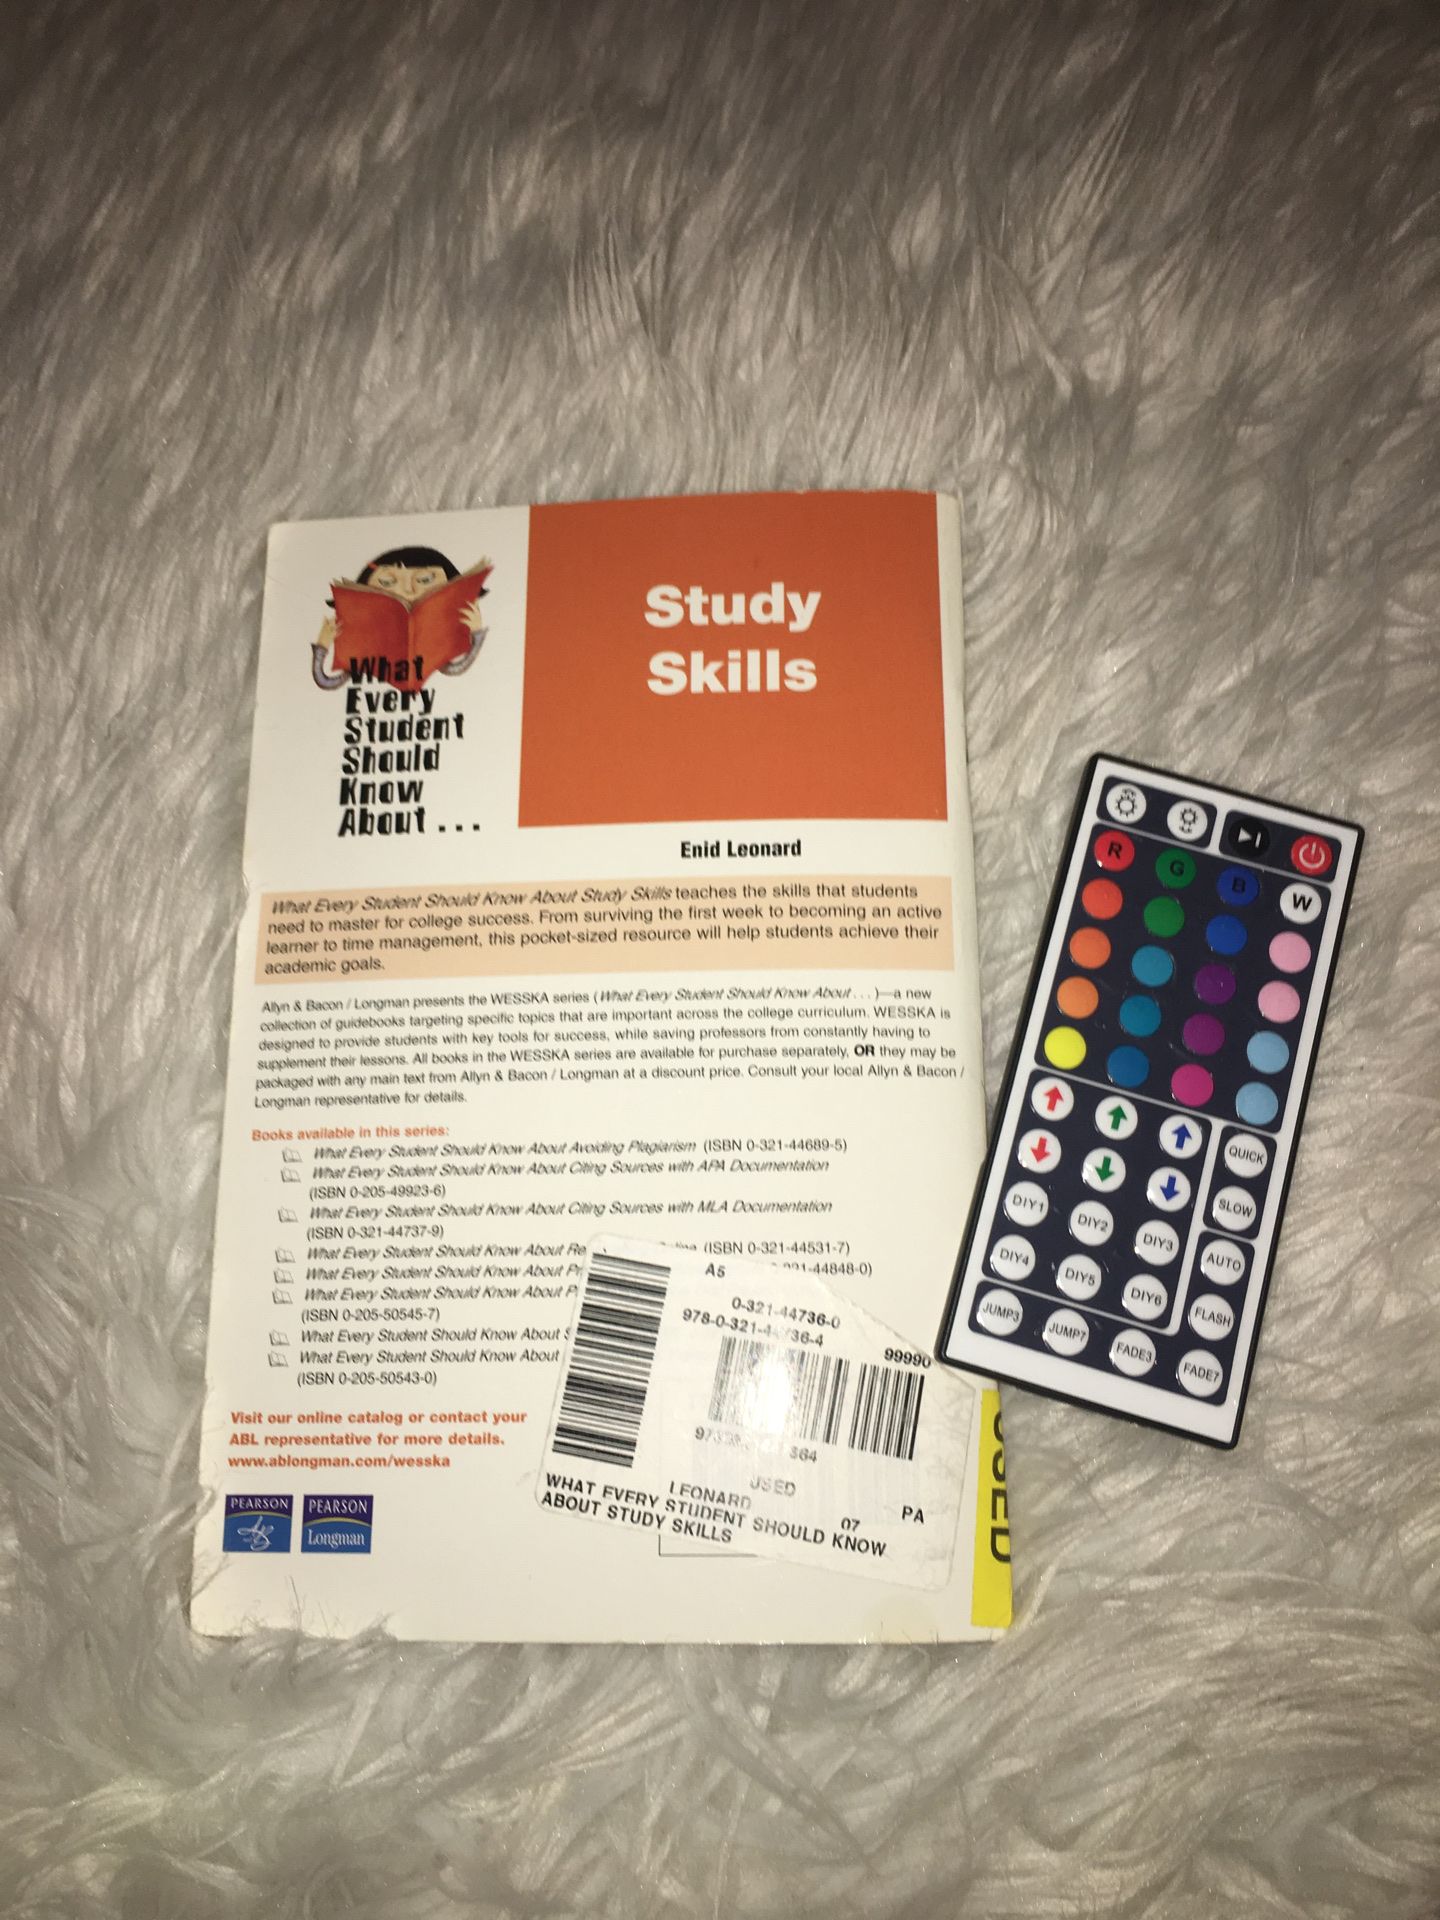 What
Every
Student
Should
Know
About ...
Study
Skills
Enid Leonard
What Every Student Should Know About Study Skills teaches the skills that students
need to master for college success. From surviving the first week to becoming an active
learner to time management, this pocket-sized resource will help students achieve their
academic goals.
Allyn & Bacon / Longman presents the WESSKA series (What Every Student Should Know About . . . )—a new
collection of guidebooks targeting specific topics that are important across the college curriculum. WESSKA is
designed to provide students with key tools for success, while saving professors from constantly having to
supplement their lessons. All books in the WESSKA series are available for purchase separately, OR they may be
packaged with any main text from Allyn & Bacon / Longman at a discount price. Consult your local Allyn & Bacon /
Longman representative for details.
Books available in this series:
What Every Student Should Know About Avoiding Plagiarism (ISBN 0-321-44689-5)
What Every Student Should Know About Citing Sources with APA Documentation
(ISBN 0-205-49923-6)
What Every Student Should Know About Citing Sources with MLA Documentation
(ISBN 0-321-44737-9)
What Every Student Should Know About (ISBN 0-321-44531-7)
What Every Student Should Know About
What Every Student Should Know About
(ISBN 0-205-50545-7)
What Every Student Should Know About
What Every Student Should Know About
(ISBN 0-205-50543-0)
Visit our online catalog or contact your
ABL representative for more details.
www.ablongman.com/wesska
PEARSON
PEARSON
Longman
A5
0-321-44736-0
978-0-321-44736-4
99990
USED
LEONARD
07
PA
WHAT EVERY STUDENT SHOULD KNOW
ABOUT STUDY SKILLS
USED
R G B W
QUICK
SLOW
DIY1 DIY2 DIY3
AUTO
DIY4 DIY5 DIY6
FLASH
JUMP3 JUMP7 FADE3 FADE7